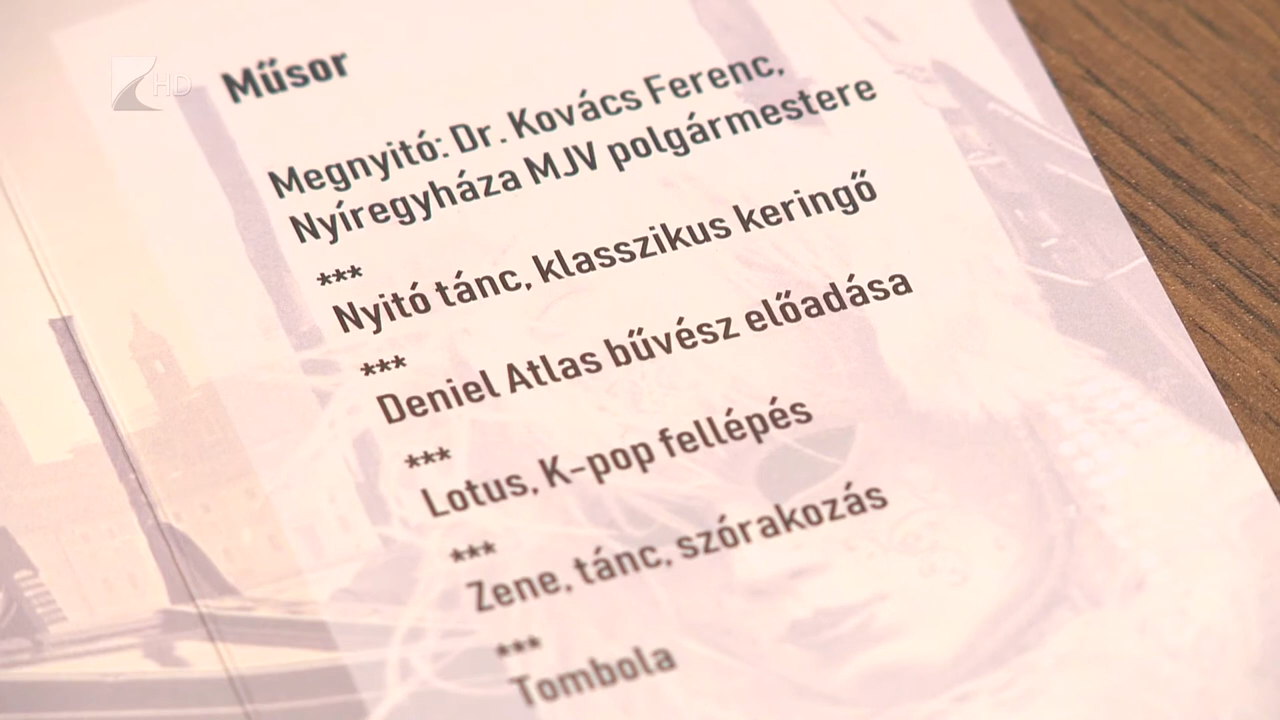 HD
Műsor
Megnyitó: Dr. Kovács Ferenc,
Nyíregyháza MJV polgármestere
***
Nyitó tánc, klasszikus keringő
***
Deniel Atlas bűvész előadása
***
Lotus, K-pop fellépés
***
Zene, tánc, szórakozás
***
Tombola